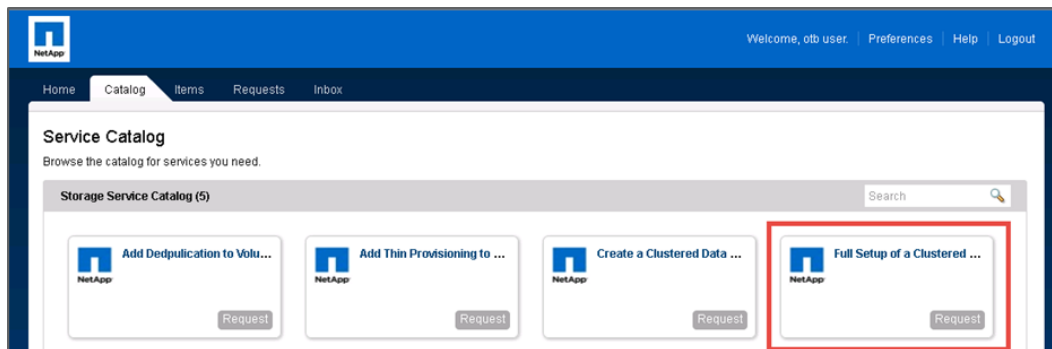 NetApp
Welcome, otb user. Preferences Help Logout
Home Catalog Items Requests Inbox
Service Catalog
Browse the catalog for services you need.
Storage Service Catalog (5) Search
Add Dedpulication to Volu...
NetApp
Request
Add Thin Provisioning to ...
NetApp
Request
Create a Clustered Data ...
NetApp
Request
Full Setup of a Clustered ...
NetApp
Request